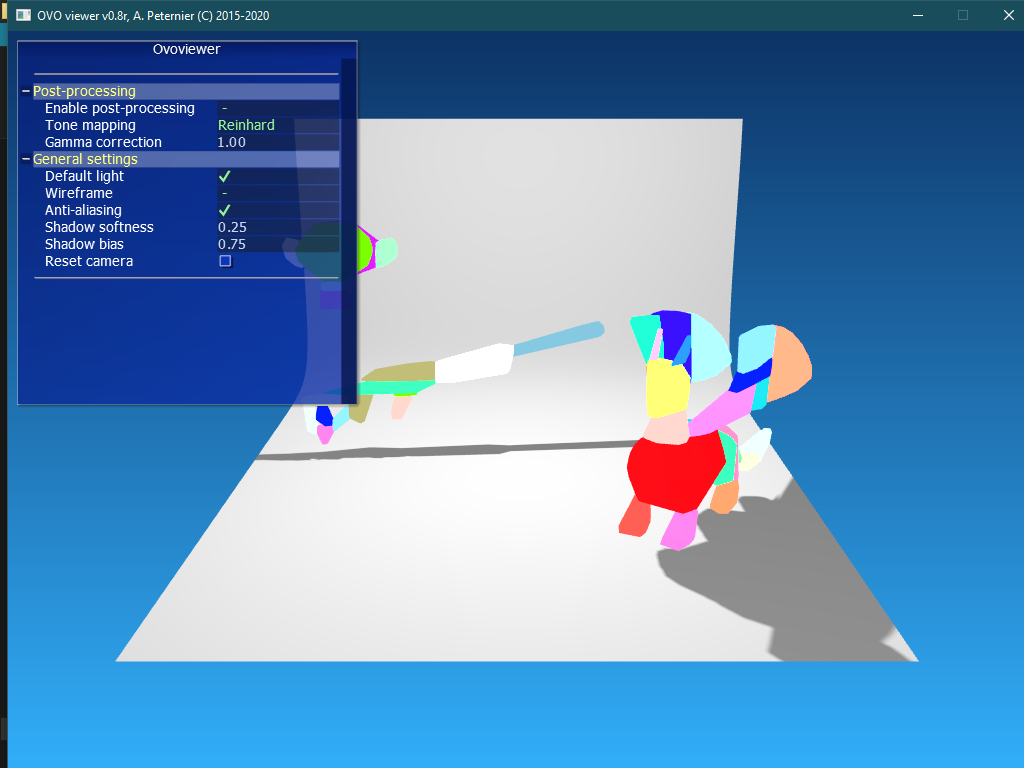 OVO viewer v0.8r, A. Peternier (C) 2015-2020
Ovoviewer
Post-processing
Enable post-processing -
Tone mapping Reinhard
Gamma correction 1.00
General settings
Default light
Wireframe -
Anti-aliasing
Shadow softness 0.25
Shadow bias 0.75
Reset camera